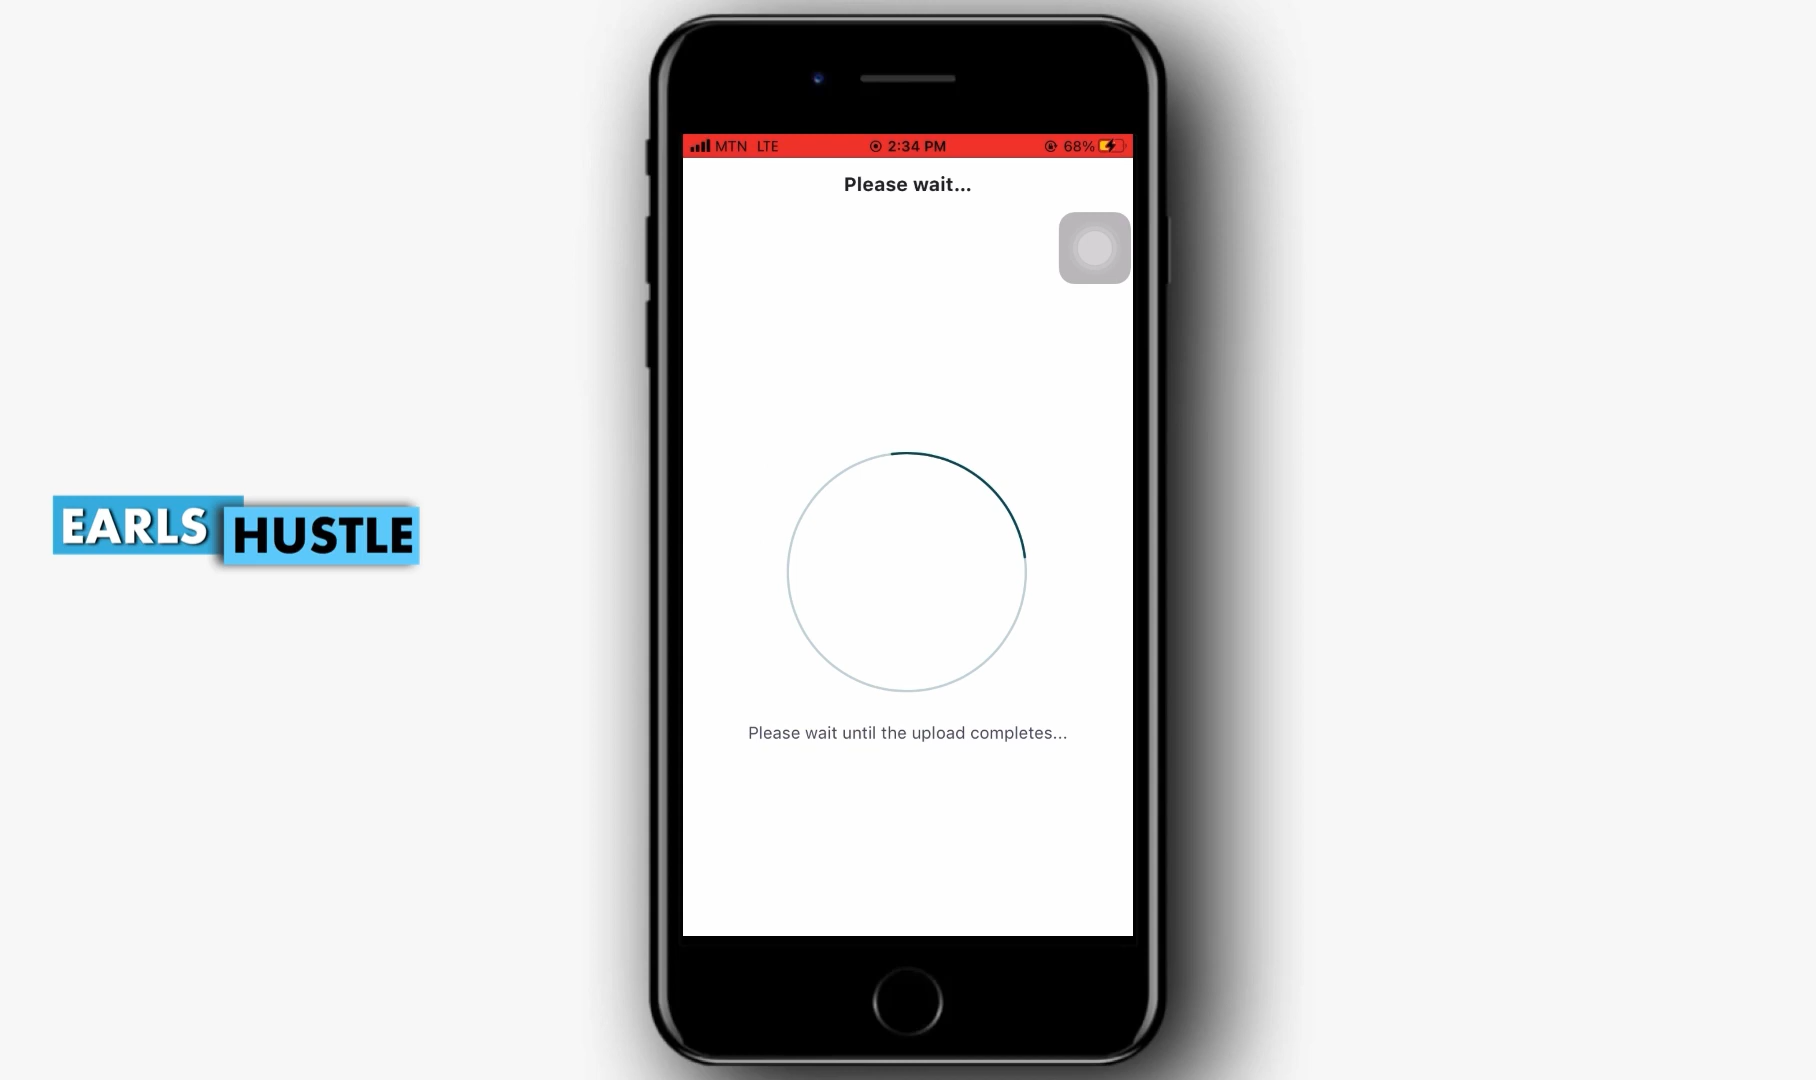 MTN LTE 2:34 PM 68%
Please wait...
EARLS HUSTLE
Please wait until the upload completes...